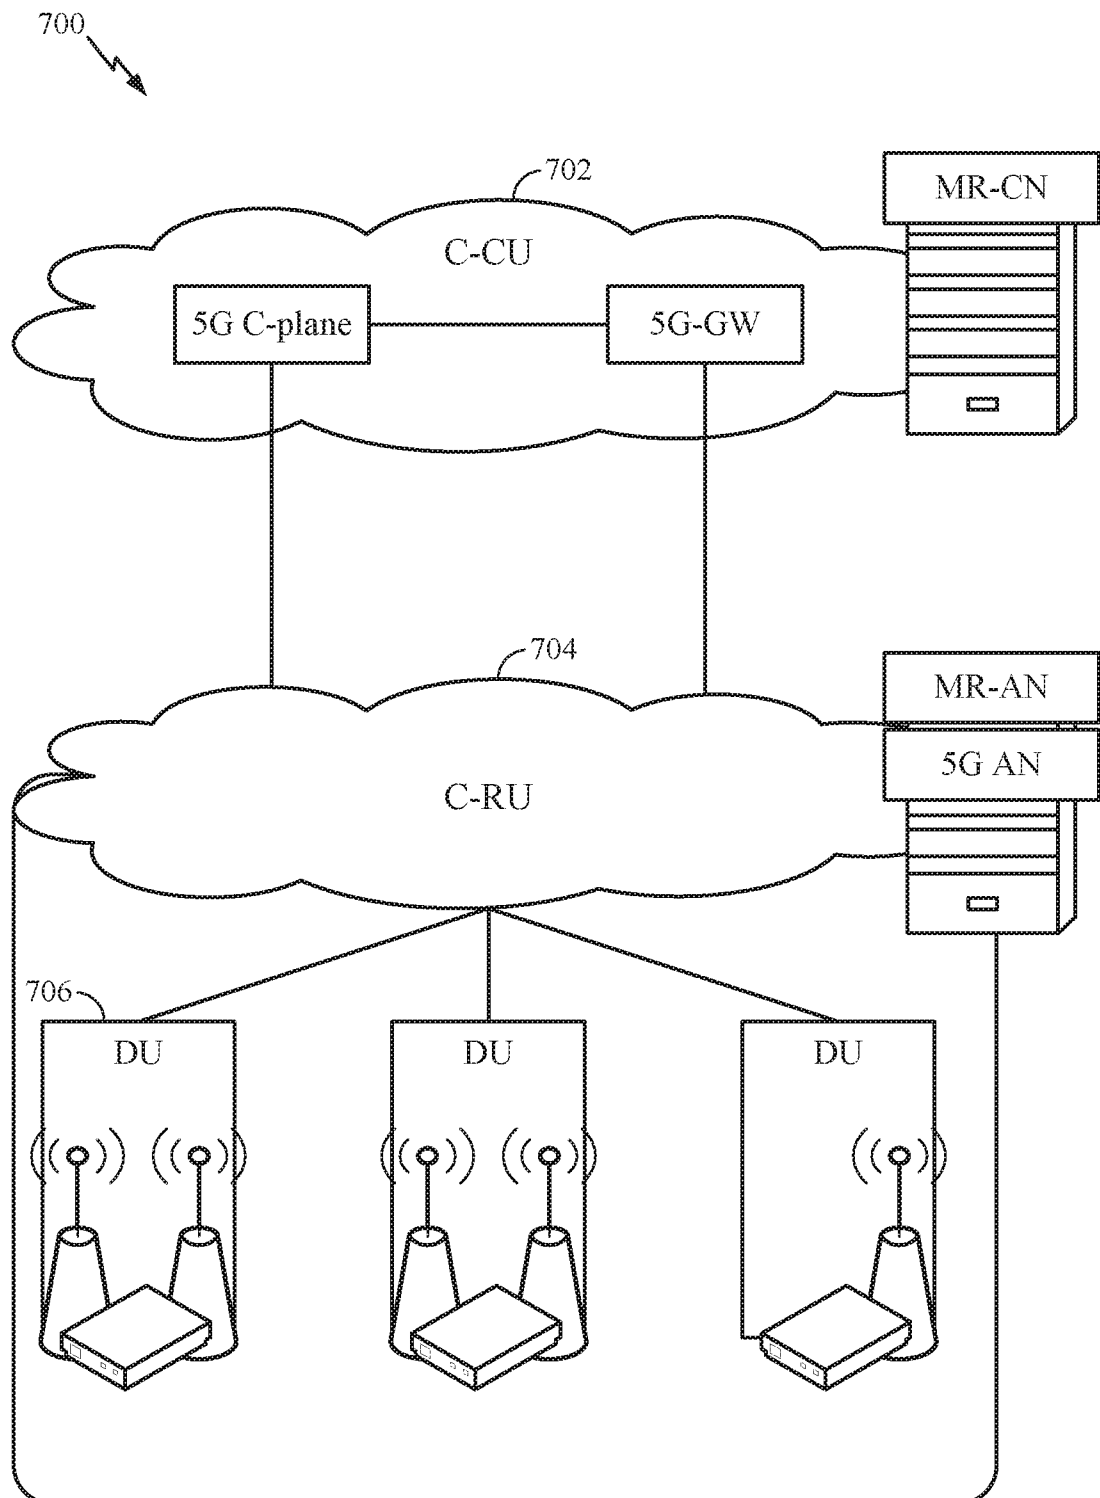 700
702
MR-CN
C-CU
5G C-plane
5G-GW
704
MR-AN
5G AN
C-RU
706
DU
DU
DU